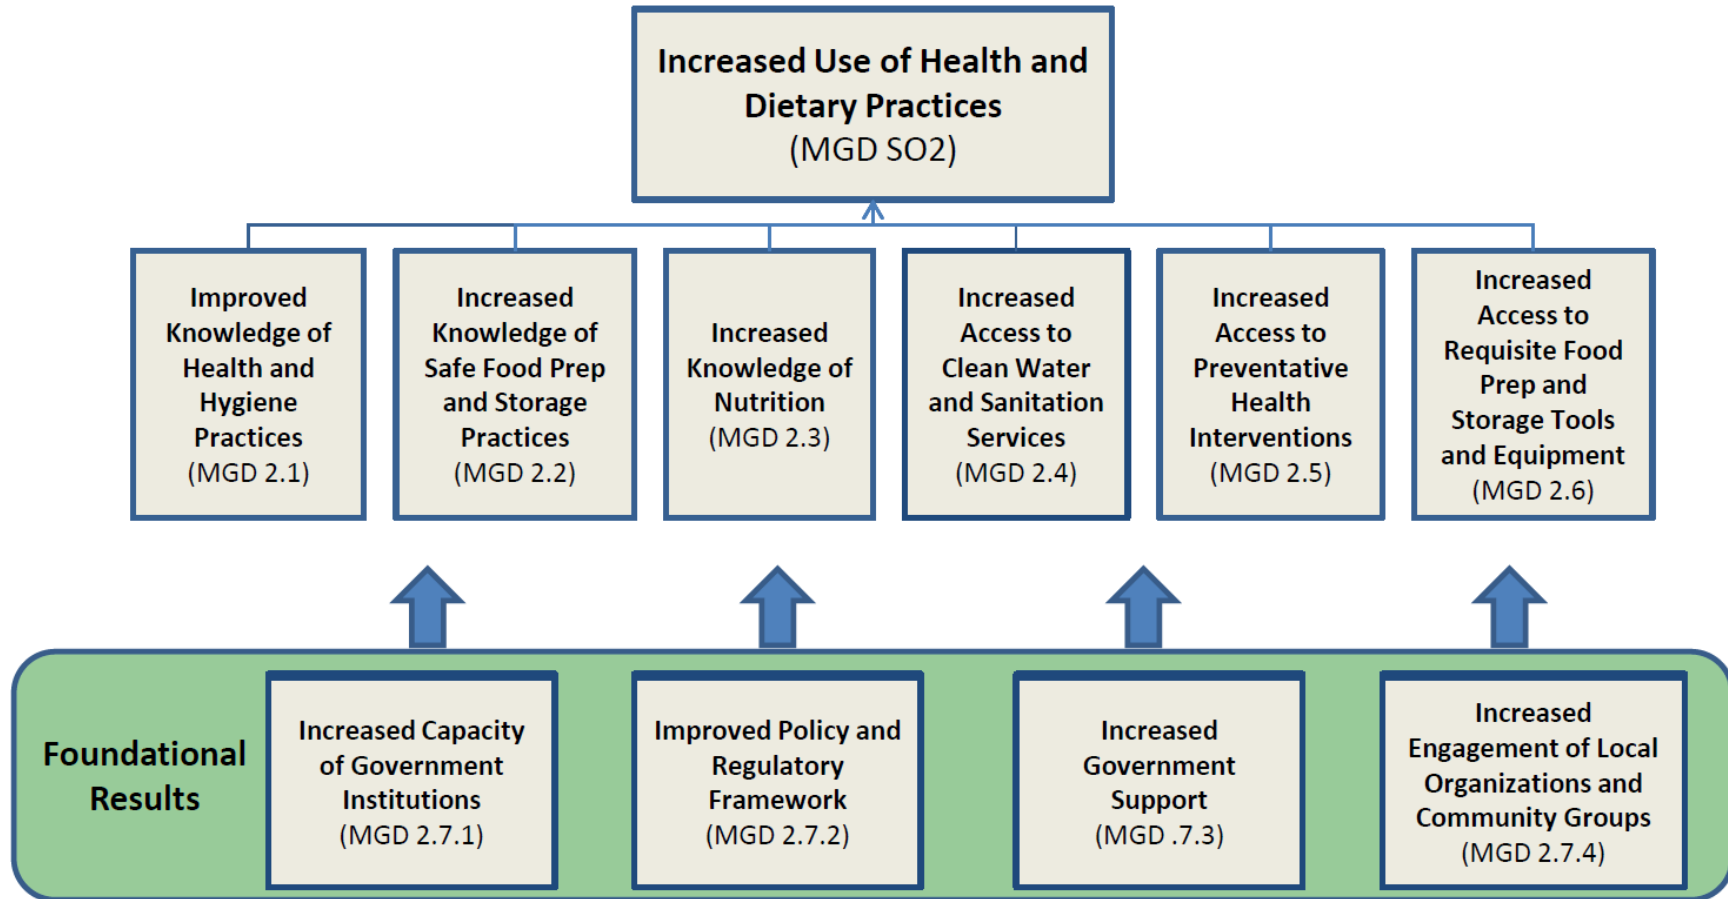 Increased Use of Health and
Dietary Practices
(MGD SO2)
Improved
Knowledge of
Health and
Hygiene
Practices
(MGD 2.1)
Increased
Knowledge of
Safe Food Prep
and Storage
Practices
(MGD 2.2)
Increased
Knowledge of
Nutrition
(MGD 2.3)
Increased
Access to
Clean Water
and Sanitation
Services
(MGD 2.4)
Increased
Access to
Preventative
Health
Interventions
(MGD 2.5)
Increased
Access to
Requisite Food
Prep and
Storage Tools
and Equipment
(MGD 2.6)
Foundational
Results
Increased Capacity
of Government
Institutions
(MGD 2.7.1)
Improved Policy and
Regulatory
Framework
(MGD 2.7.2)
Increased
Government
Support
(MGD .7.3)
Increased
Engagement of Local
Organizations and
Community Groups
(MGD 2.7.4)